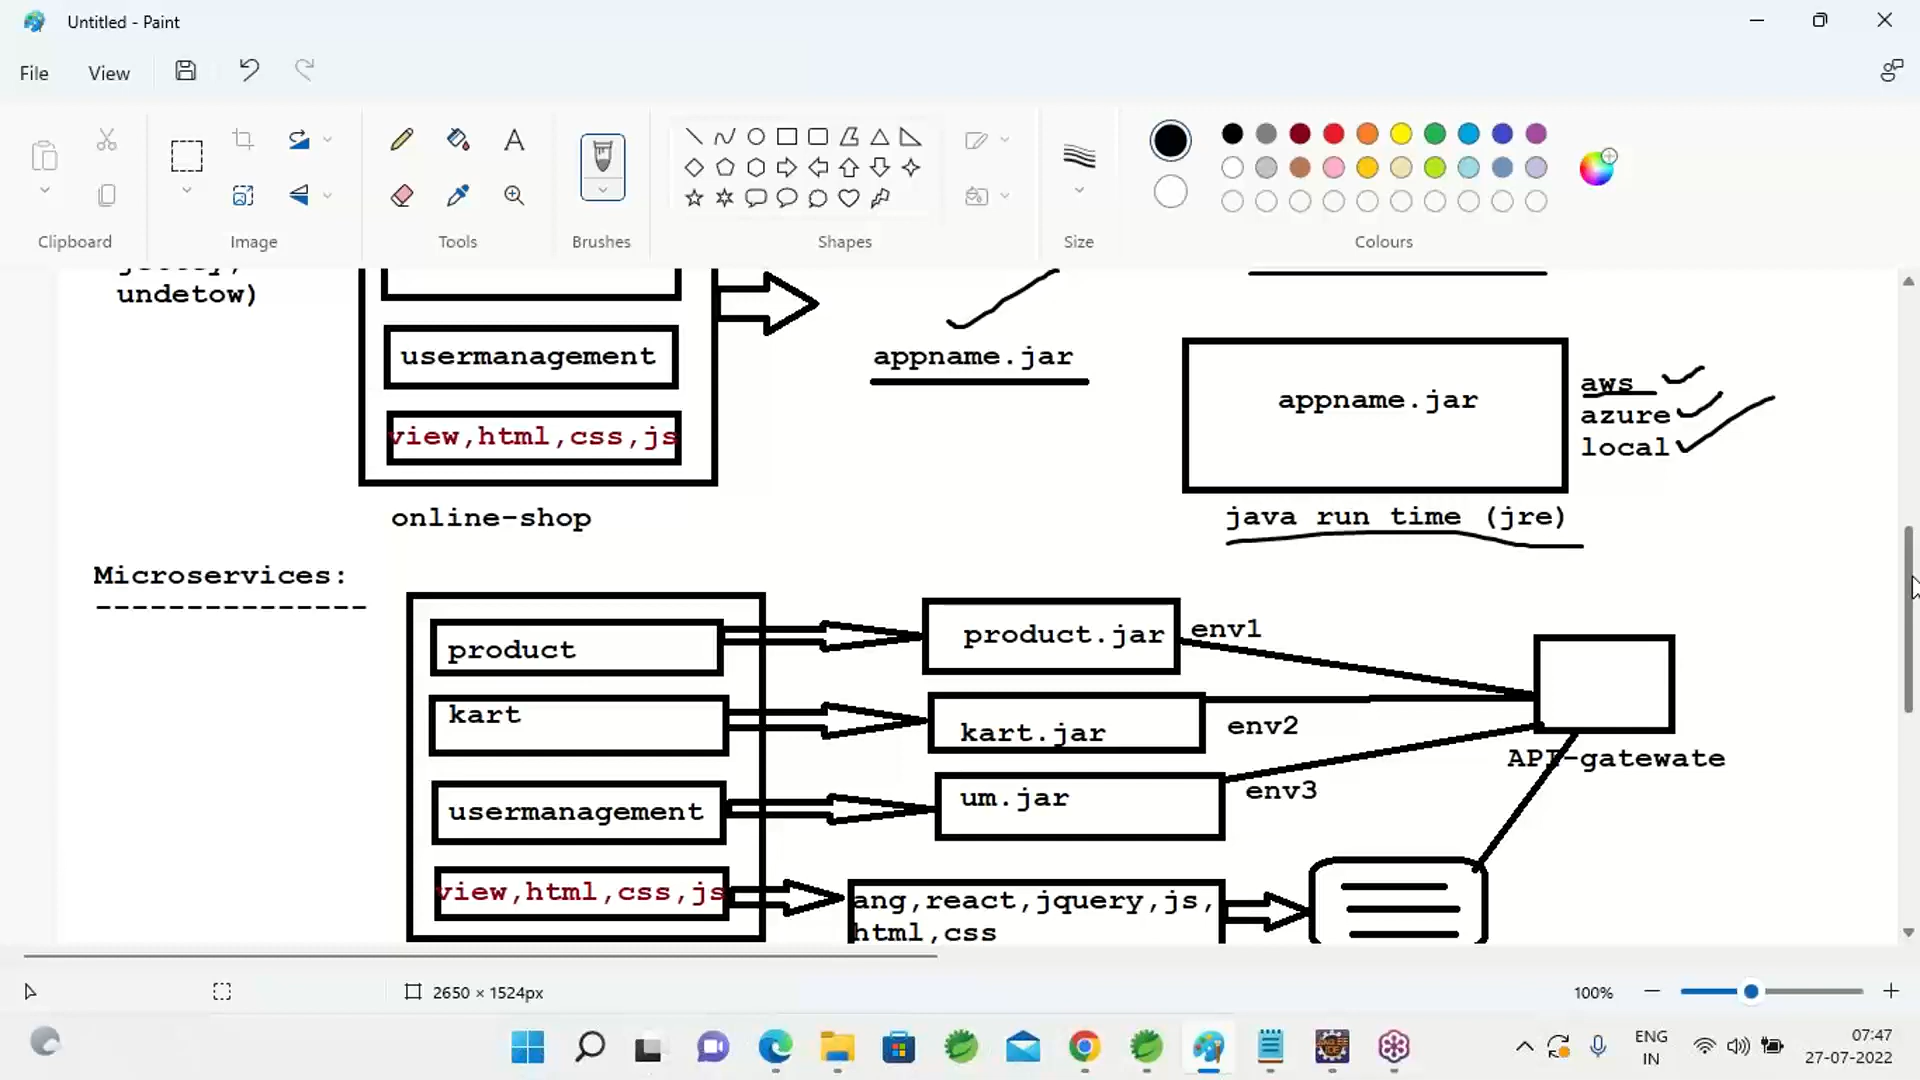 Untitled - Paint
File
View
Clipboard
Image
Tools
Brushes
Shapes
Size
Colours
undetow)
usermanagement
view,html,css,js
online-shop
appname.jar
appname.jar
aws
azure
local
java run time (jre)
Microservices:
---------------
product
kart
usermanagement
view,html,css,js
product.jar
env1
kart.jar
env2
um.jar
env3
API-gatewate
ang,react,jquery,js,
html,css
2650 × 1524px
100%
ENG
IN
07:47
27-07-2022